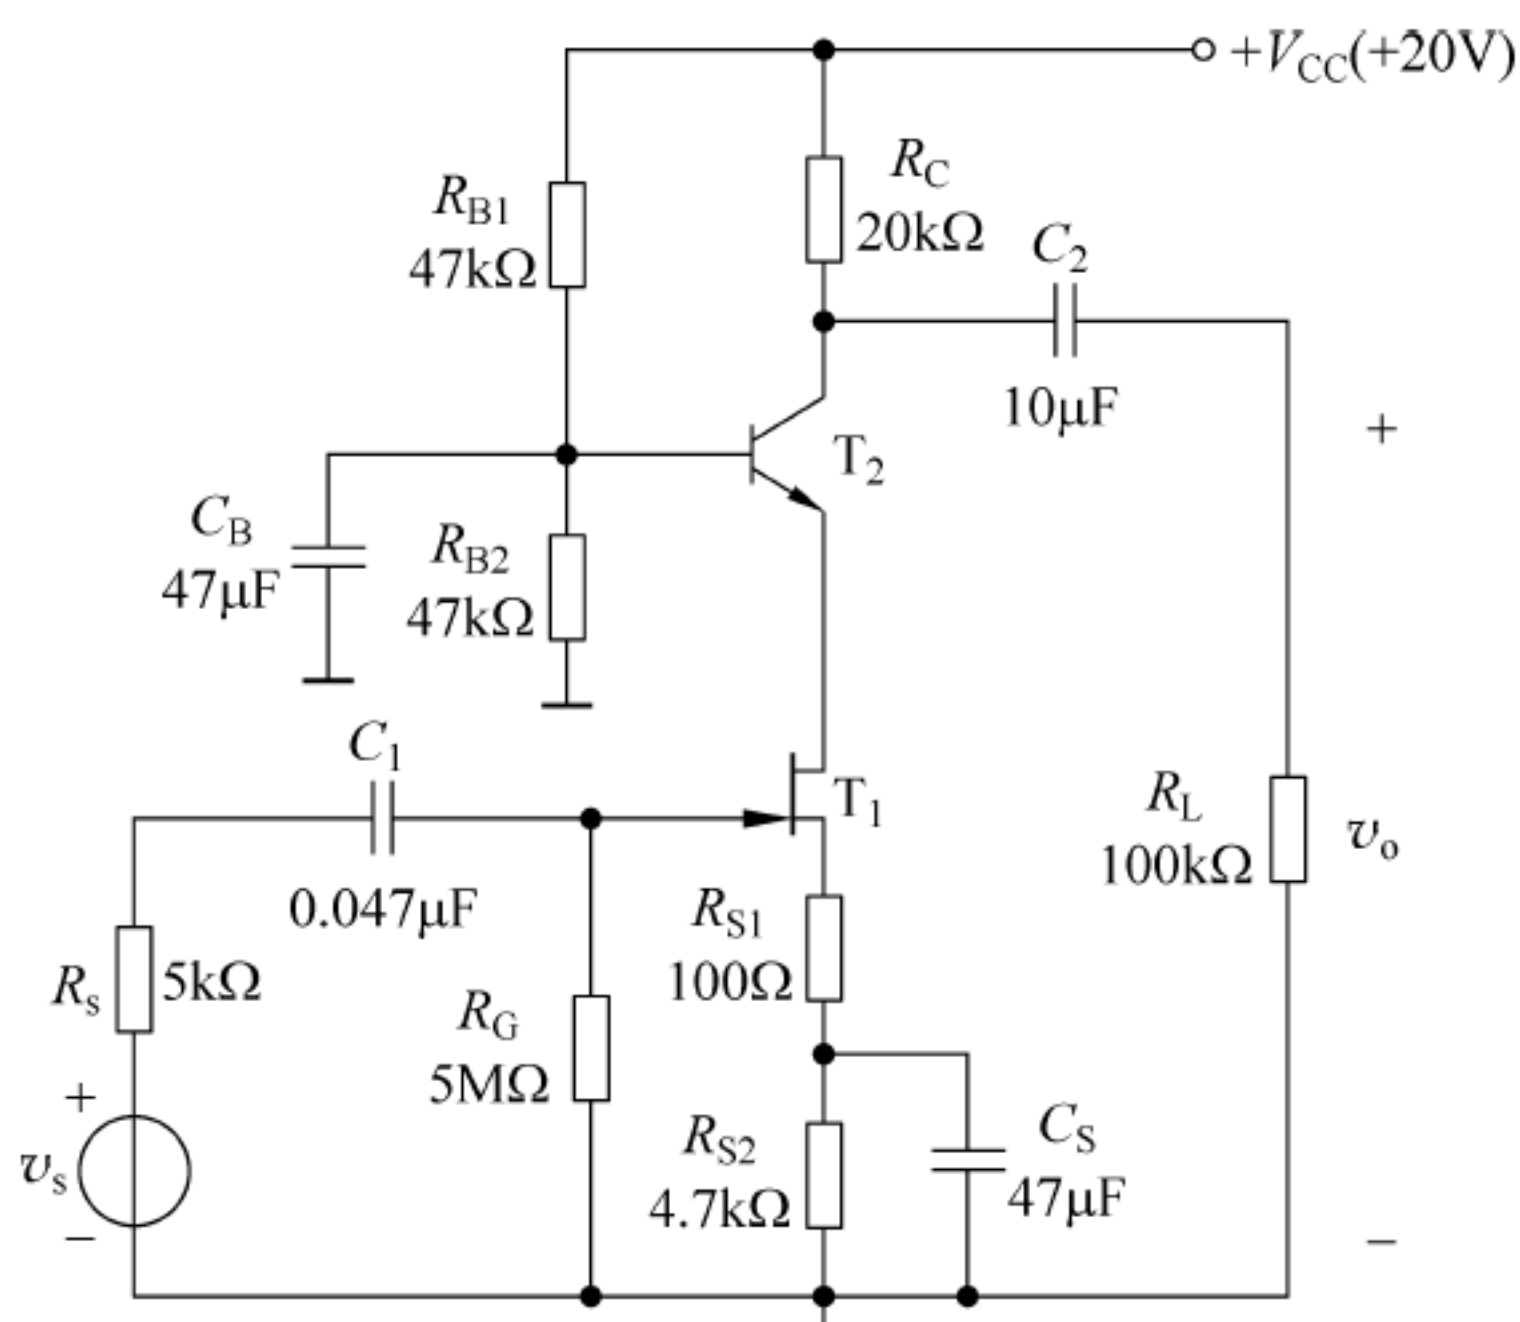 +V_CC(+20V)
R_C
20kΩ
R_B1
47kΩ
C_2
10μF
T_2
+
C_B
47μF
R_B2
47kΩ
C_1
0.047μF
T_1
R_L
100kΩ
v_o
R_S1
100Ω
R_s
5kΩ
R_G
5MΩ
+
v_s
−
R_S2
4.7kΩ
C_S
47μF
−